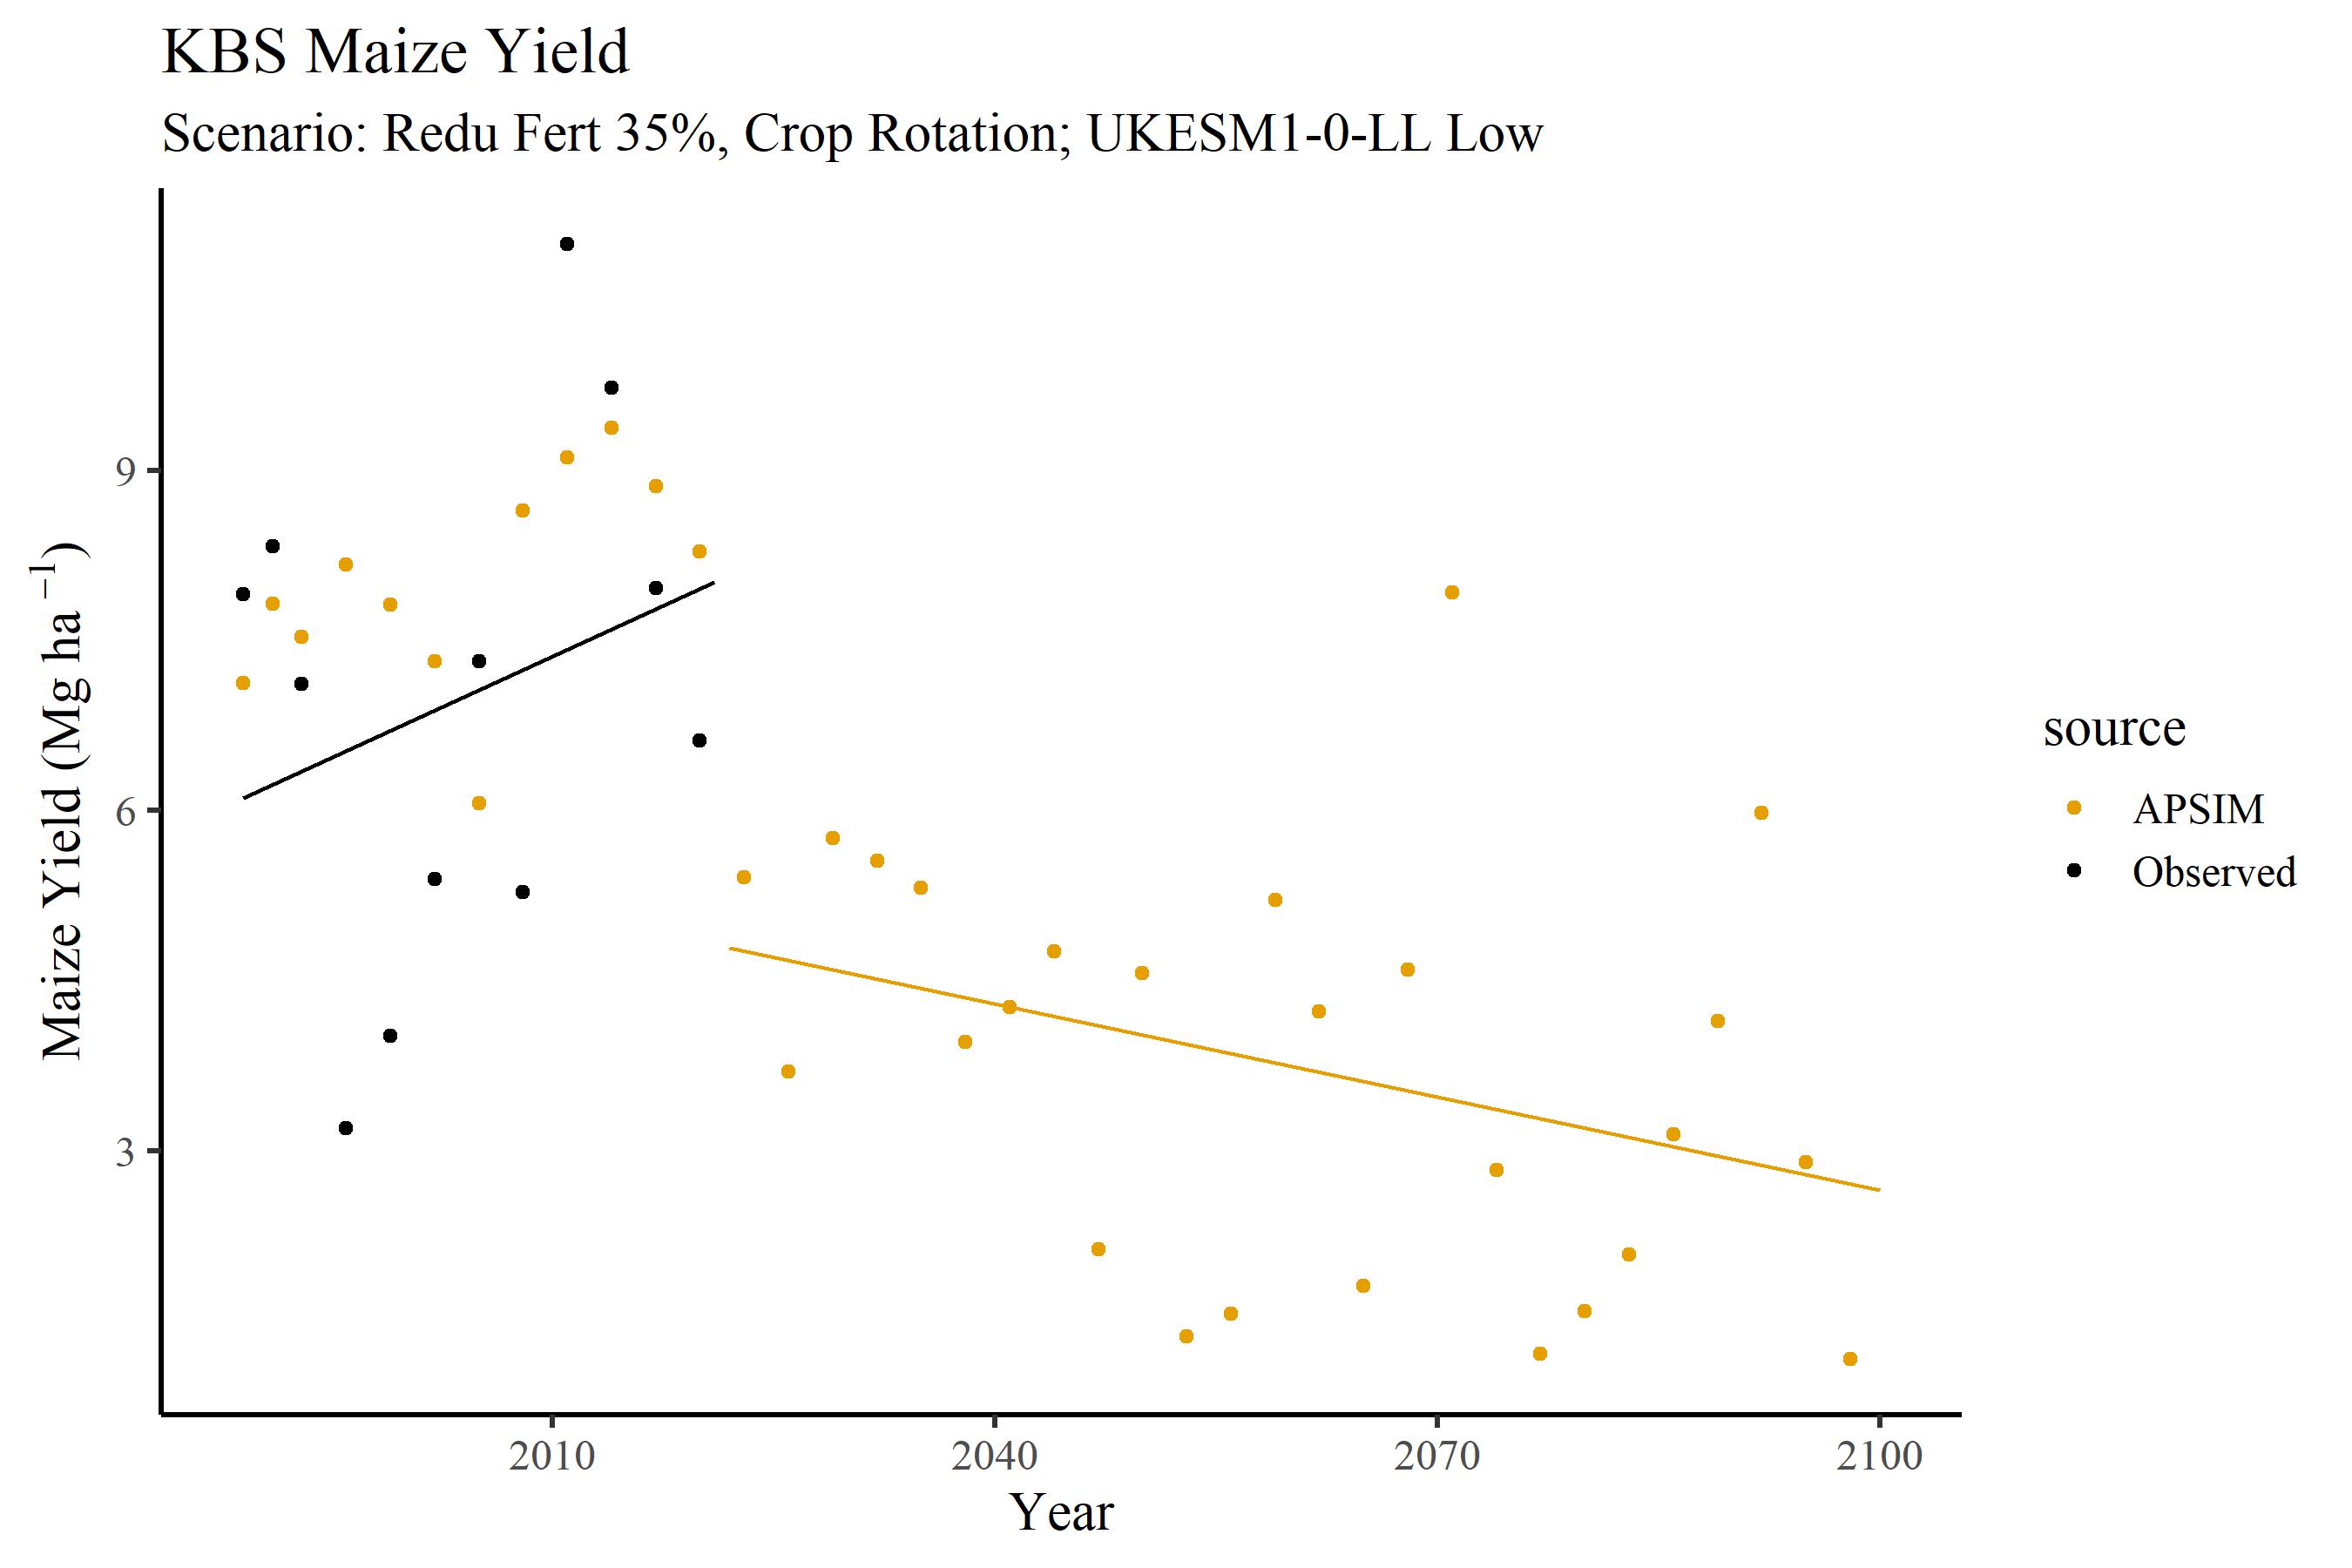 KBS Maize Yield
Scenario: Redu Fert 35%, Crop Rotation; UKESM1-0-LL Low
Maize Yield (Mg ha −1)
9
6
3
2010
2040
2070
2100
Year
source
APSIM
Observed